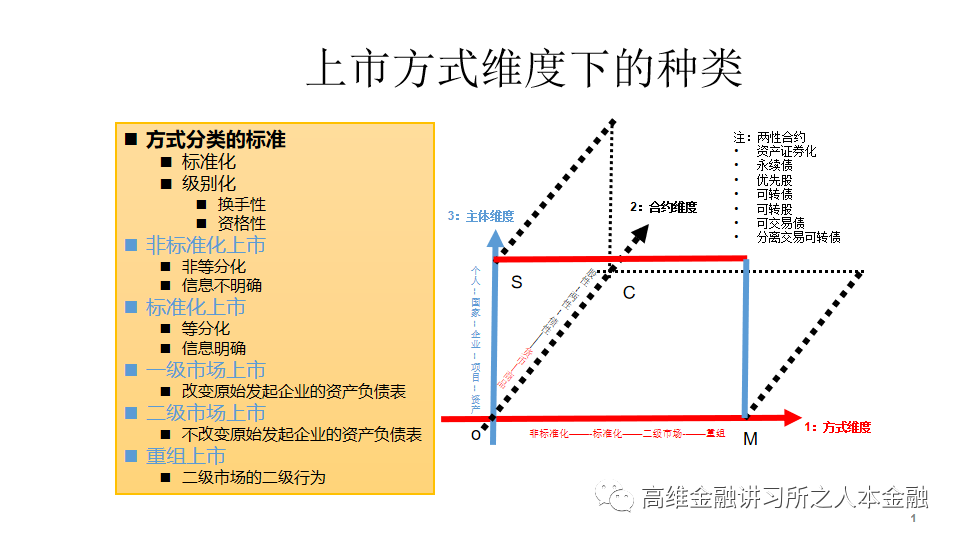 上市方式维度下的种类
方式分类的标准
标准化
级别化
换手性
资格性
非标准化上市
非等分化
信息不明确
标准化上市
等分化
信息明确
一级市场上市
改变原始发起企业的资产负债表
二级市场上市
不改变原始发起企业的资产负债表
重组上市
二级市场的二级行为
注：两性合约
资产证券化
永续债
优先股
可转债
可转股
可交易债
分离交易可转债
2：合约维度
3：主体维度
S
C
个人--国家--企业--项目--资产
o
非标准化——标准化——二级市场——重组
M
1：方式维度
高维金融讲习所之人本金融
1